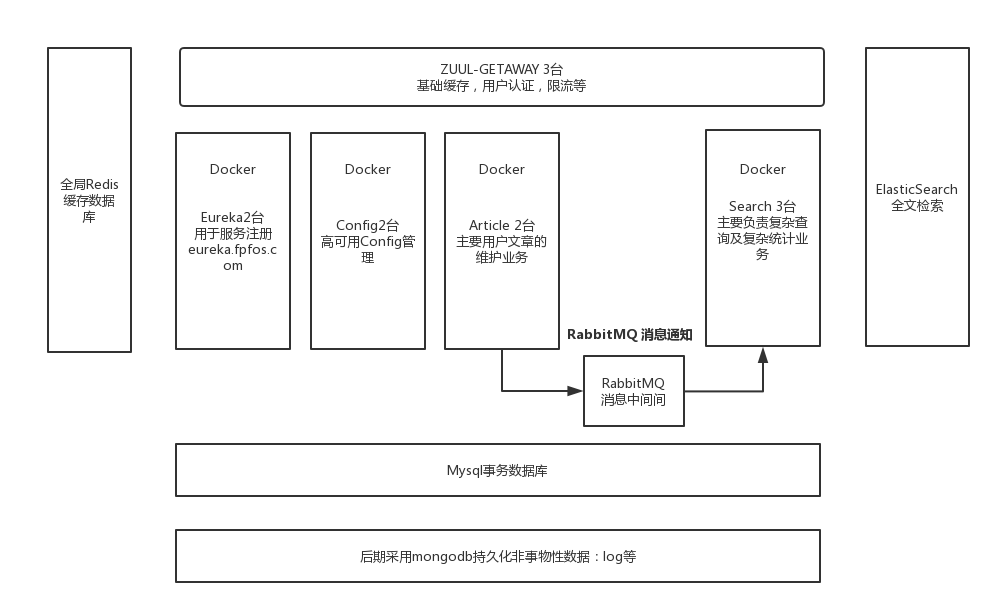 ZUUL-GETAWAY 3台
基础缓存，用户认证，限流等
全局Redis
缓存数据
库
Docker
Eureka2台
用于服务注册
eureka.fpfos.c
om
Docker
Config2台
高可用Config管
理
Docker
Article 2台
主要用户文章的
维护业务
Docker
Search 3台
主要负责复杂查
询及复杂统计业
务
ElasticSearch
全文检索
RabbitMQ 消息通知
RabbitMQ
消息中间间
Mysql事务数据库
后期采用mongodb持久化非事物性数据：log等